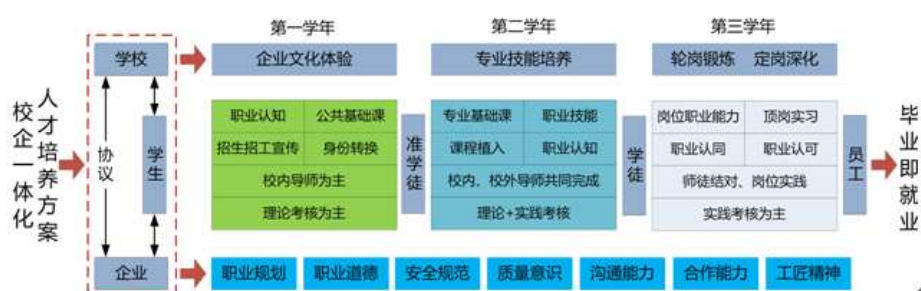 第一学年 第二学年 第三学年
学校 企业文化体验 专业技能培养 轮岗锻炼 定岗深化
人才培养方案
校企一体化
协议
学生
企业
职业认知 公共基础课
招生招工宣传 身份转换
校内导师为主
理论考核为主
准学徒
专业基础课 职业技能
课程植入 职业认知
校内、校外导师共同完成
理论+实践考核
学徒
岗位职业能力 顶岗实习
职业认同 职业认可
师徒结对、岗位实践
实践考核为主
员工
毕业即就业
职业规划 职业道德 安全规范 质量意识 沟通能力 合作能力 工匠精神